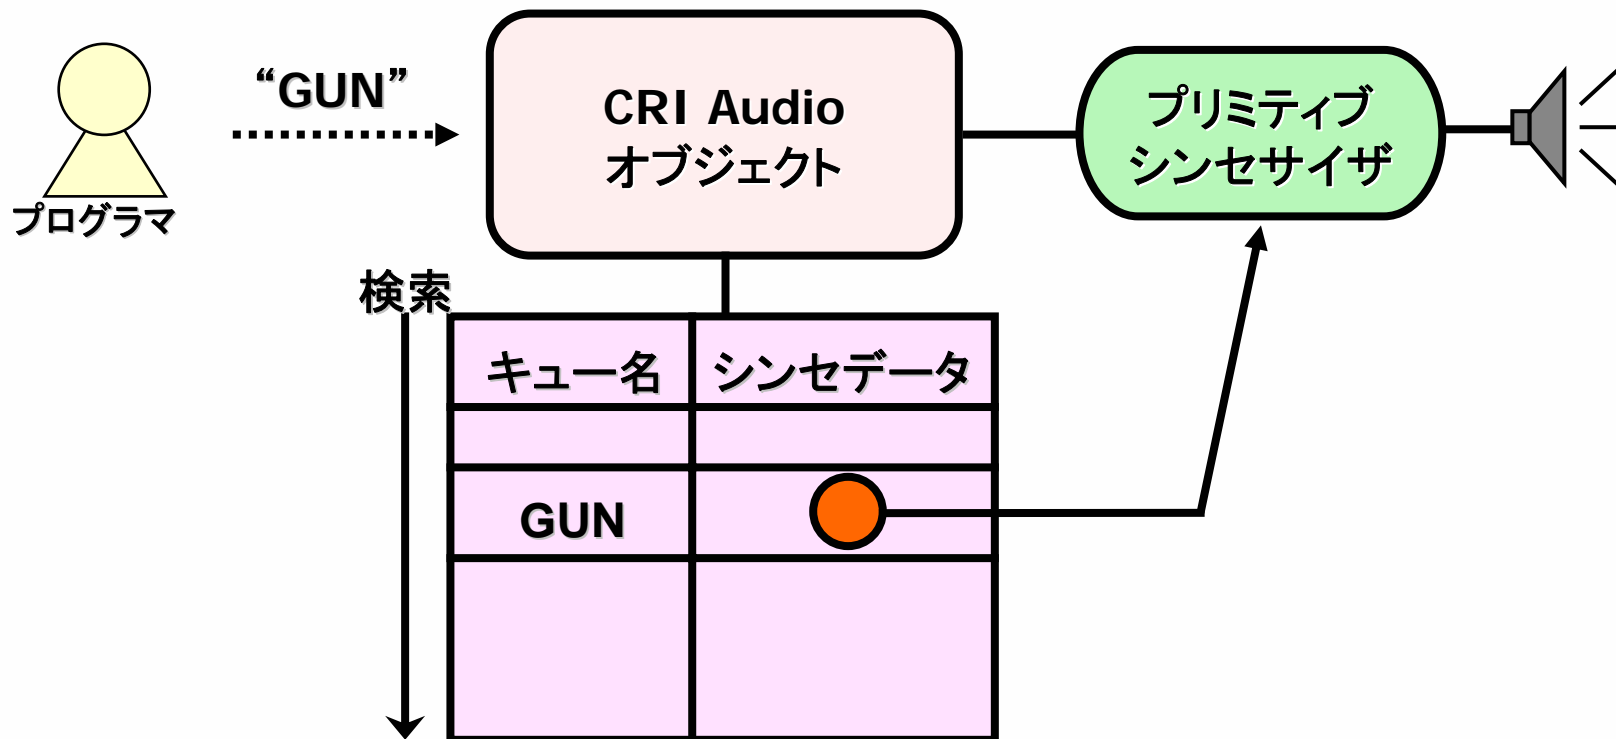 “GUN”
CRI Audio
オブジェクト
プリミティブ
シンセサイザ
プログラマ
検索
キュー名 シンセデータ
GUN